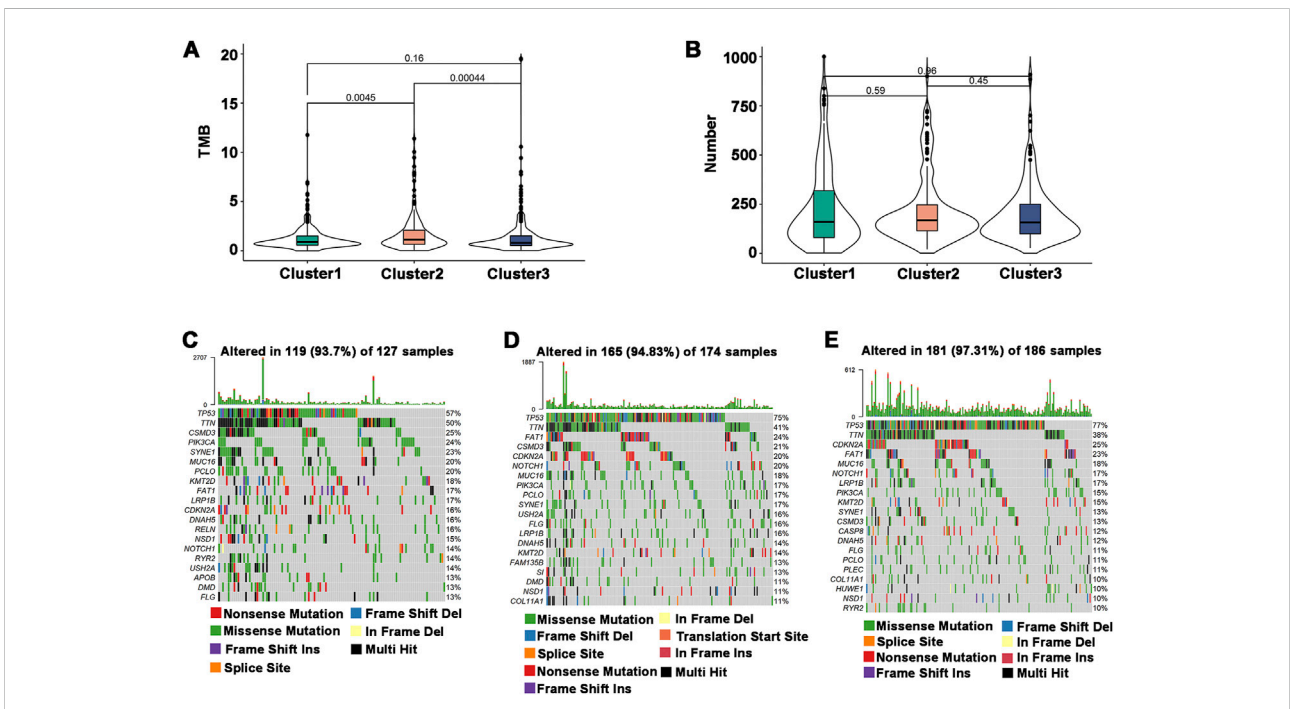 A
TMB
20
15
10
5
0
0.16
0.00044
0.0045
Cluster1 Cluster2 Cluster3
B
Number
1000
750
500
250
0
0.96
0.45
0.59
Cluster1 Cluster2 Cluster3
C
Altered in 119 (93.7%) of 127 samples
2707
0
TP53 57%
TTN 50%
CSMD3 25%
PIK3CA 24%
SYNE1 23%
MUC16 20%
PCLO 20%
KMT2D 18%
FAT1 17%
LRP1B 17%
CDKN2A 16%
DNAH5 16%
RELN 16%
NSD1 15%
NOTCH1 14%
RYR2 14%
USH2A 14%
APOB 13%
DMD 13%
FLG 13%
Nonsense Mutation Frame Shift Del
Missense Mutation In Frame Del
Frame Shift Ins Multi Hit
Splice Site
D
Altered in 165 (94.83%) of 174 samples
1887
0
TP53 75%
TTN 41%
FAT1 24%
CSMD3 21%
CDKN2A 20%
NOTCH1 20%
MUC16 18%
PIK3CA 17%
PCLO 17%
SYNE1 17%
USH2A 16%
FLG 16%
LRP1B 16%
DNAH5 14%
KMT2D 14%
FAM135B 13%
SI 13%
DMD 11%
NSD1 11%
COL11A1 11%
Missense Mutation In Frame Del
Frame Shift Del Translation Start Site
Splice Site In Frame Ins
Nonsense Mutation Multi Hit
Frame Shift Ins
E
Altered in 181 (97.31%) of 186 samples
612
0
TP53 77%
TTN 38%
CDKN2A 25%
FAT1 23%
MUC16 18%
NOTCH1 17%
LRP1B 17%
PIK3CA 15%
KMT2D 15%
SYNE1 13%
CSMD3 13%
CASP8 12%
DNAH5 12%
FLG 11%
PCLO 11%
PLEC 11%
COL11A1 10%
HUWE1 10%
NSD1 10%
RYR2 10%
Missense Mutation Frame Shift Del
Splice Site In Frame Del
Nonsense Mutation In Frame Ins
Frame Shift Ins Multi Hit